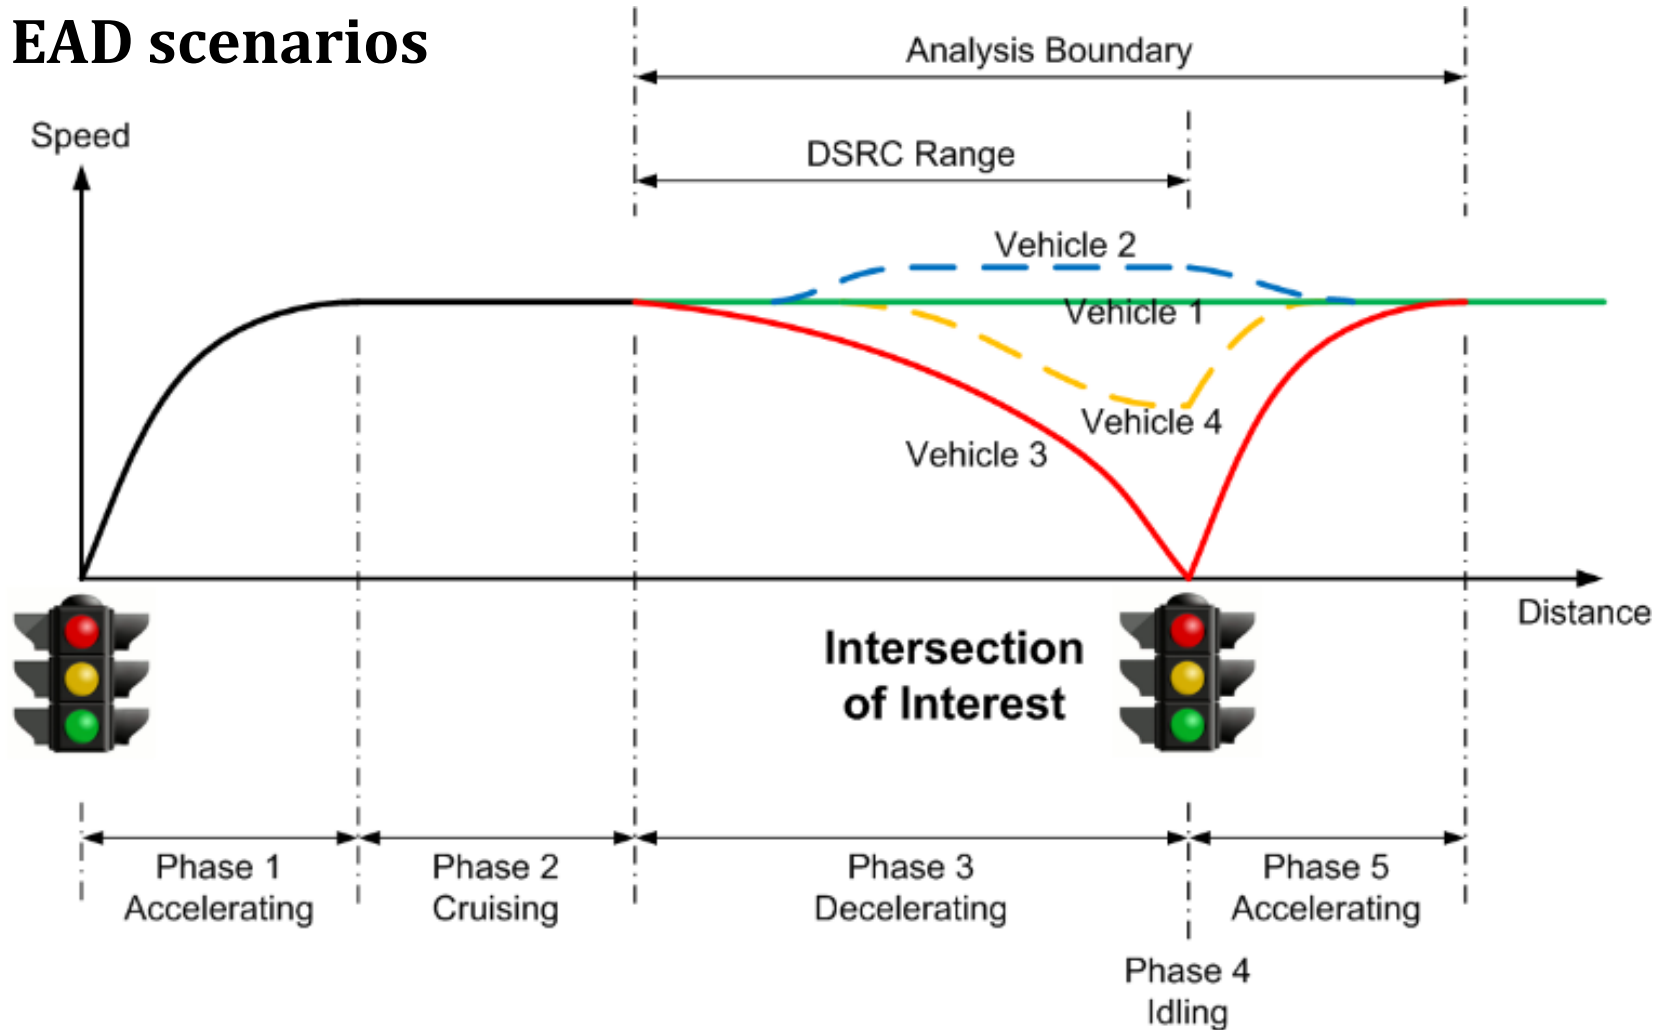 EAD scenarios
Analysis Boundary
Speed
DSRC Range
Vehicle 2
Vehicle 1
Vehicle 4
Vehicle 3
Distance
Intersection
of Interest
Phase 1
Accelerating
Phase 2
Cruising
Phase 3
Decelerating
Phase 5
Accelerating
Phase 4
Idling